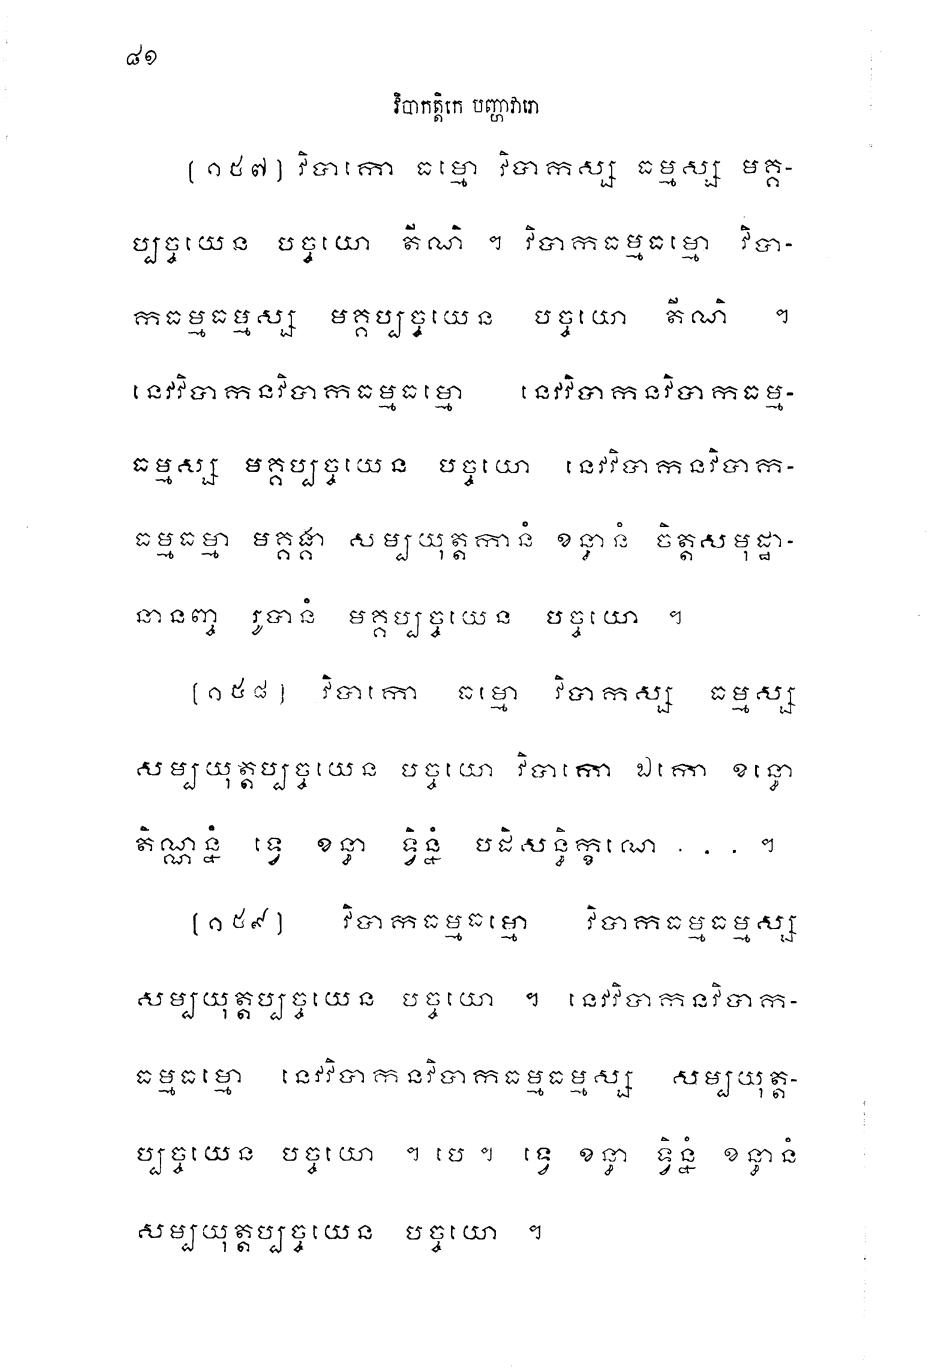 ៨១
វិបាកត្តិកេ បញ្ហាវារោ
[១៥៧] វិបាកោ ធម្មោ វិបាកស្ស ធម្មស្ស មគ្គ-
ប្បច្ចយេន បច្ចយោ តីណិ ។ វិបាកធម្មធម្មោ វិបា-
កធម្មធម្មស្ស មគ្គប្បច្ចយេន បច្ចយោ តីណិ ។
នេវវិបាកនវិបាកធម្មធម្មោ នេវវិបាកនវិបាកធម្ម-
ធម្មស្ស មគ្គប្បច្ចយេន បច្ចយោ នេវវិបាកនវិបាក-
ធម្មធម្មា មគ្គង្គា សម្បយុត្តកានំ ខន្ធានំ ចិត្តសមុដ្ឋា-
នានញ្ច រូបានំ មគ្គប្បច្ចយេន បច្ចយោ ។
[១៥៨] វិបាកោ ធម្មោ វិបាកស្ស ធម្មស្ស
សម្បយុត្តប្បច្ចយេន បច្ចយោ វិបាកោ ឯកោ ខន្ធោ
តិណ្ណន្នំ ទ្វេ ខន្ធា ទ្វិន្នំ បដិសន្ធិក្ខណេ . . . ។
[១៥៩] វិបាកធម្មធម្មោ វិបាកធម្មធម្មស្ស
សម្បយុត្តប្បច្ចយេន បច្ចយោ ។ នេវវិបាកនវិបាក-
ធម្មធម្មោ នេវវិបាកនវិបាកធម្មធម្មស្ស សម្បយុត្ត-
ប្បច្ចយេន បច្ចយោ ។ បេ ។ ទ្វេ ខន្ធា ទ្វិន្នំ ខន្ធានំ
សម្បយុត្តប្បច្ចយេន បច្ចយោ ។